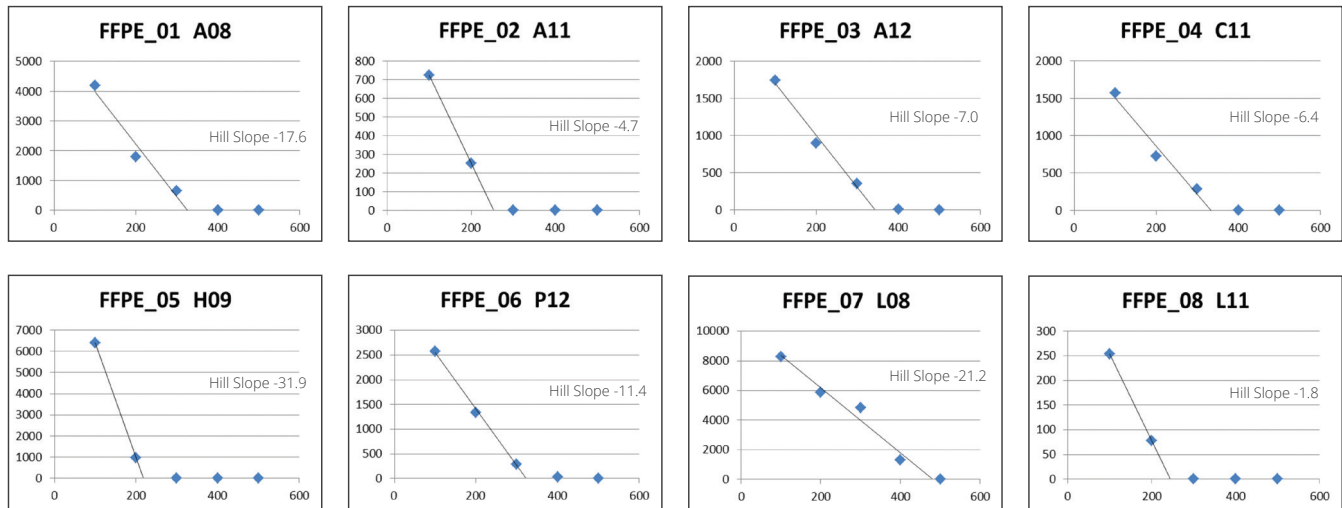 FFPE_01 A08
5000
4000
3000
2000
1000
0
0 200 400 600
Hill Slope -17.6
FFPE_02 A11
800
700
600
500
400
300
200
100
0
0 200 400 600
Hill Slope -4.7
FFPE_03 A12
2000
1500
1000
500
0
0 200 400 600
Hill Slope -7.0
FFPE_04 C11
2000
1500
1000
500
0
0 200 400 600
Hill Slope -6.4
FFPE_05 H09
7000
6000
5000
4000
3000
2000
1000
0
0 200 400 600
Hill Slope -31.9
FFPE_06 P12
3000
2500
1400
1500
1000
500
0
0 200 400 600
Hill Slope -11.4
FFPE_07 L08
10000
8000
6000
4000
2000
0
0 200 400 600
Hill Slope -21.2
FFPE_08 L11
300
250
200
150
100
50
0
0 200 400 600
Hill Slope -1.8